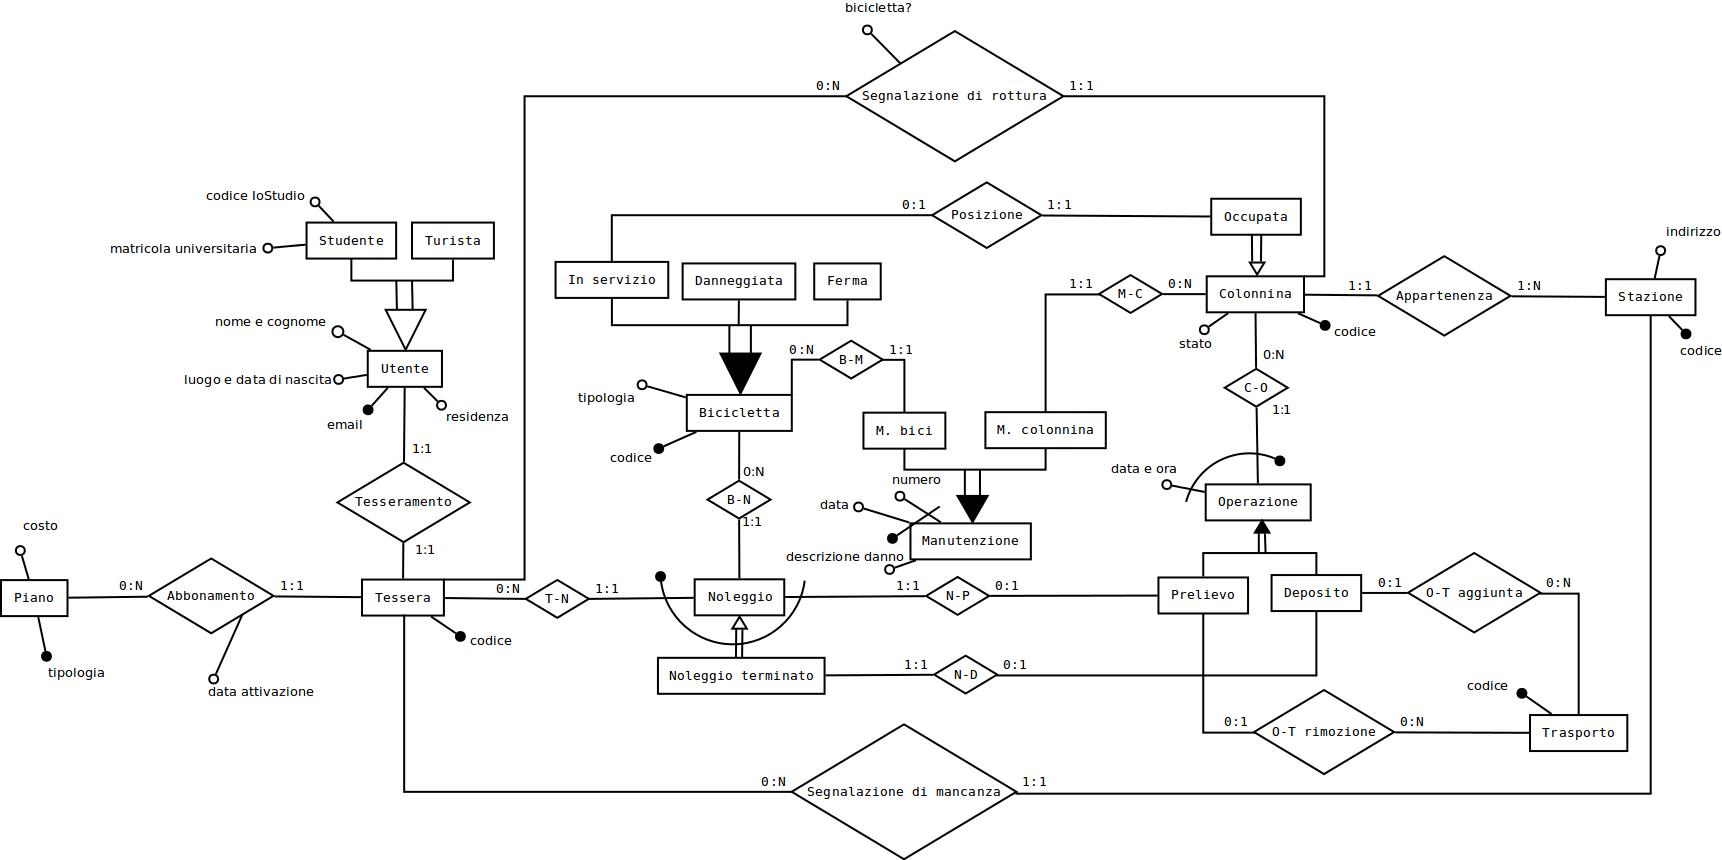 bicicletta?
0:N
Segnalazione di rottura
1:1
codice IoStudio
matricola universitaria
Studente
Turista
0:1
Posizione
1:1
Occupata
indirizzo
In servizio
Danneggiata
Ferma
1:1
M-C
0:N
Colonnina
1:1
Appartenenza
1:N
Stazione
nome e cognome
stato
codice
codice
Utente
luogo e data di nascita
email
residenza
0:N
B-M
1:1
0:N
C-O
1:1
tipologia
Bicicletta
codice
M. bici
M. colonnina
1:1
Tesseramento
1:1
0:N
B-N
1:1
numero
data
Manutenzione
descrizione danno
data e ora
Operazione
costo
Piano
tipologia
0:N
Abbonamento
1:1
data attivazione
Tessera
codice
0:N
T-N
1:1
Noleggio
1:1
N-P
0:1
Prelievo
Deposito
0:1
O-T aggiunta
0:N
Noleggio terminato
1:1
N-D
0:1
codice
0:1
O-T rimozione
0:N
Trasporto
0:N
Segnalazione di mancanza
1:1